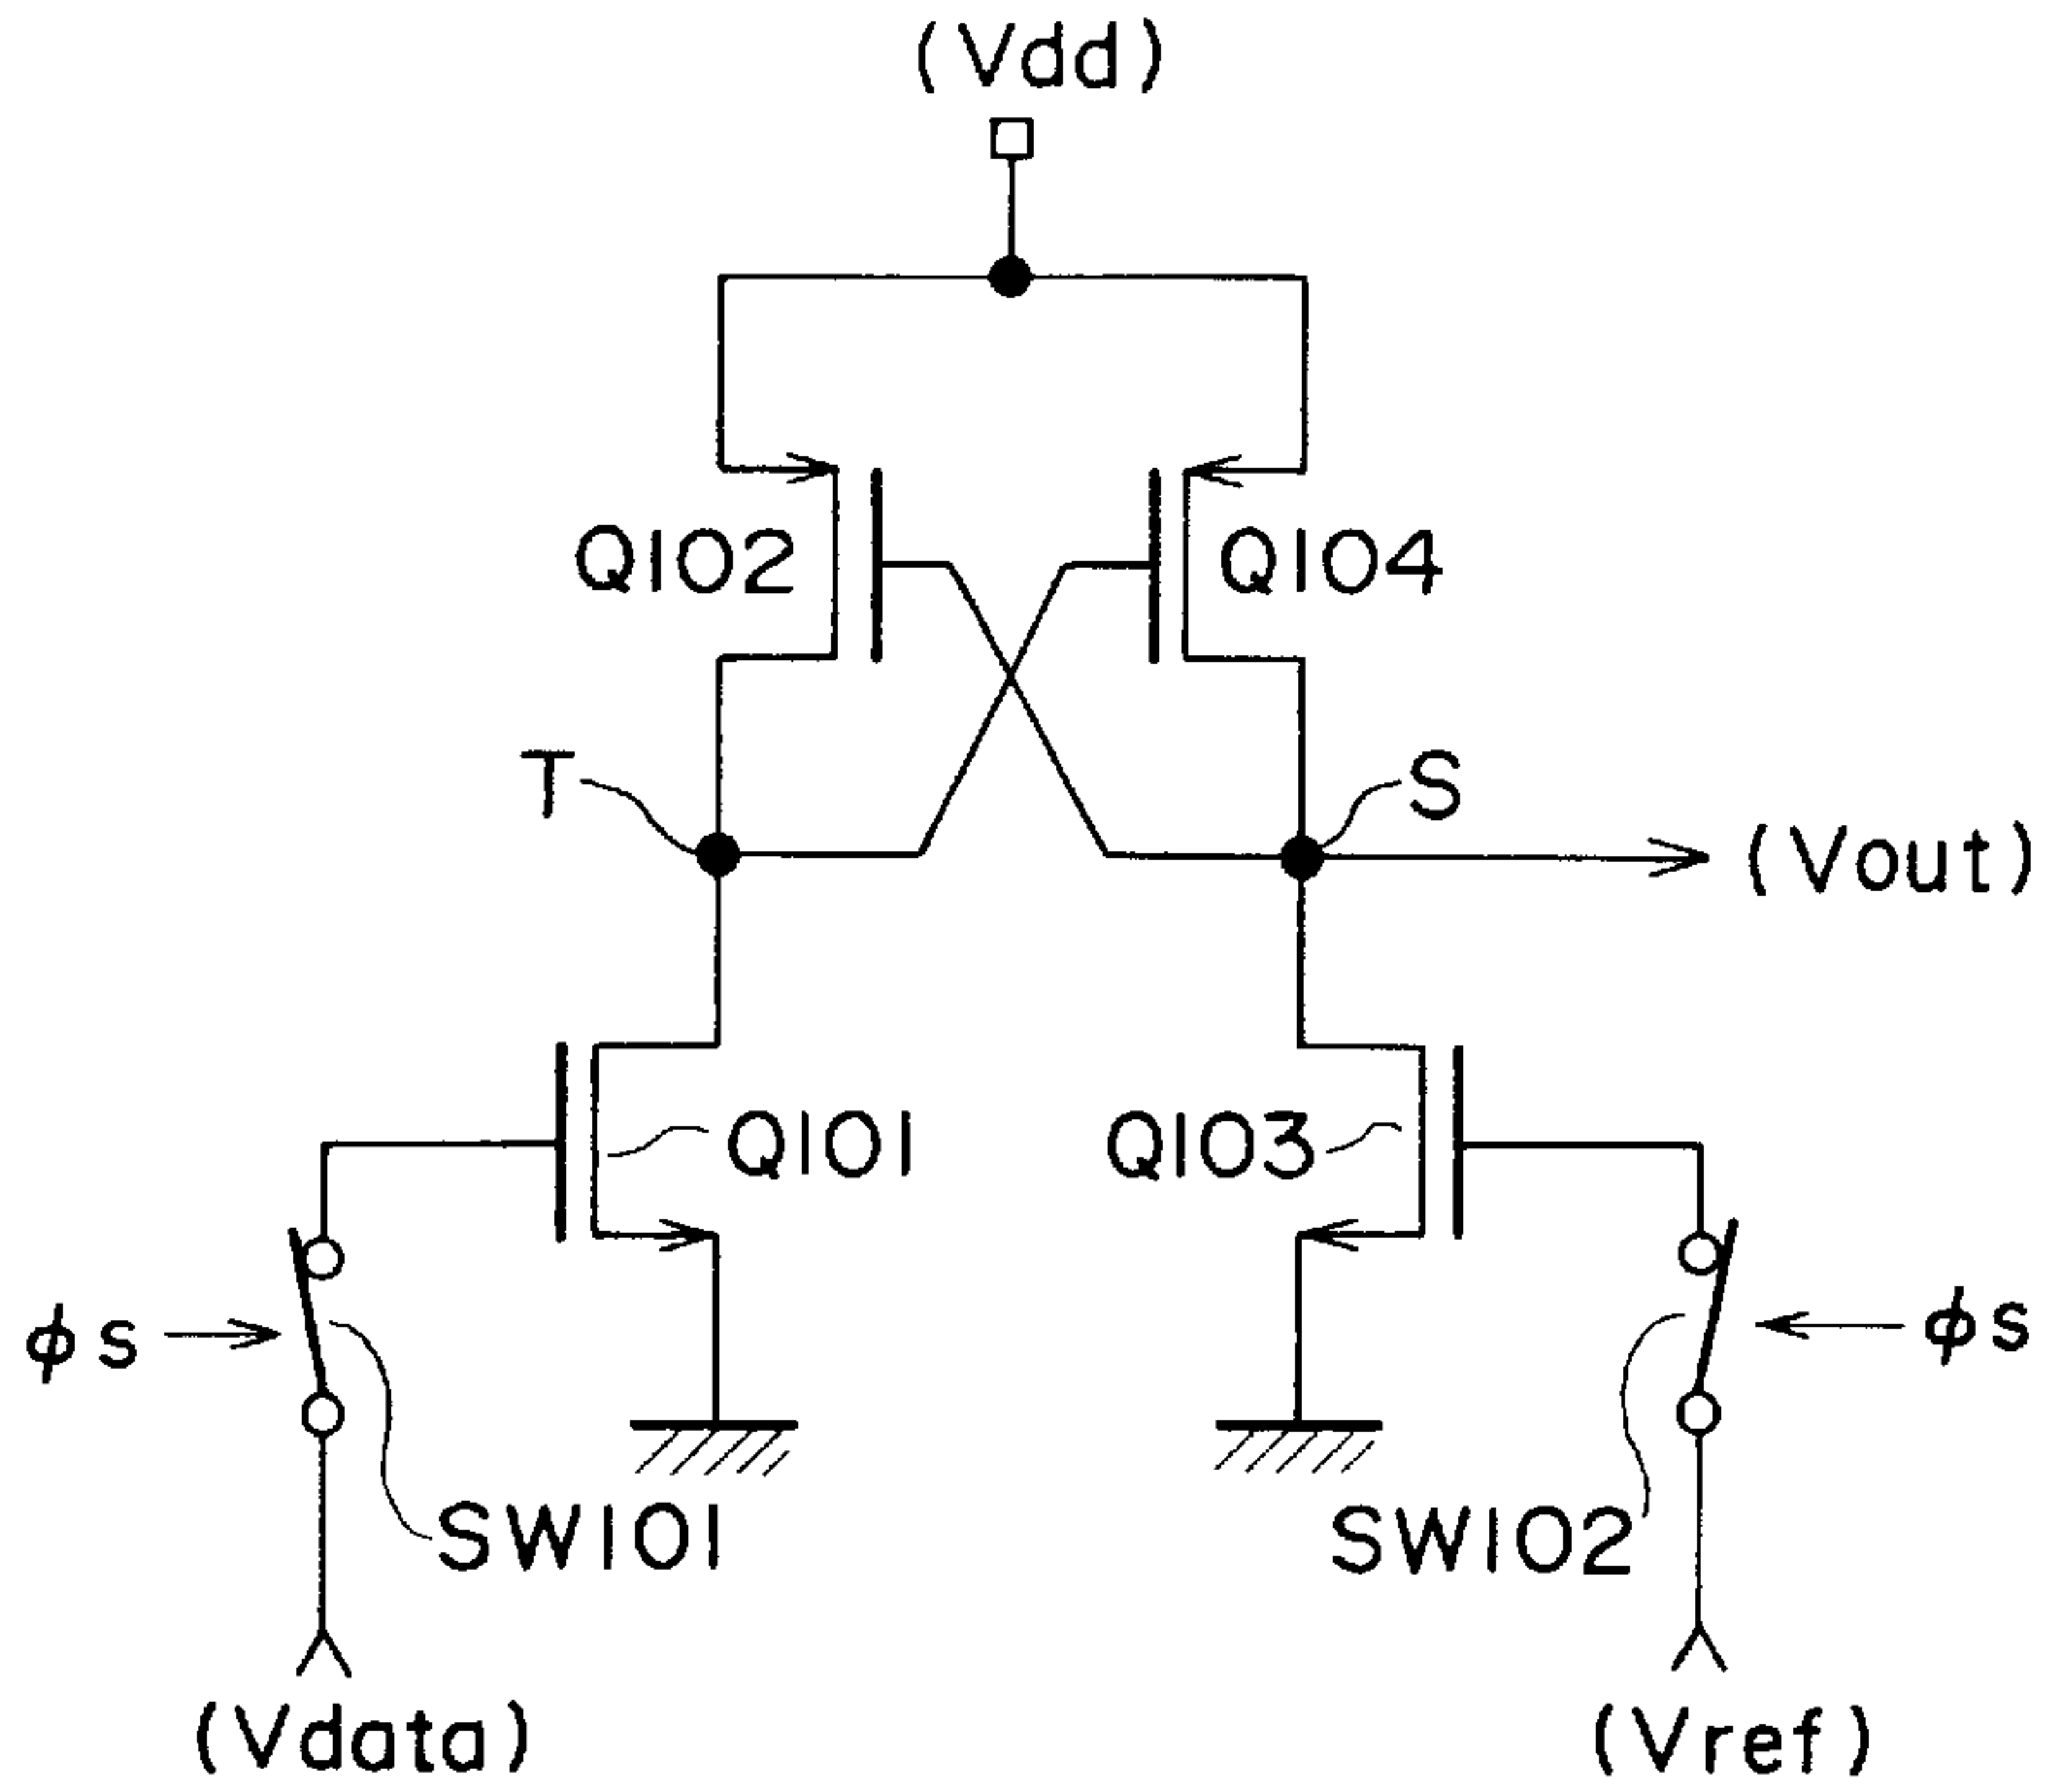 (Vdd)
Q102
Q104
T
S
(Vout)
Q101
Q103
φs
φs
SW101
SW102
(Vdata)
(Vref)